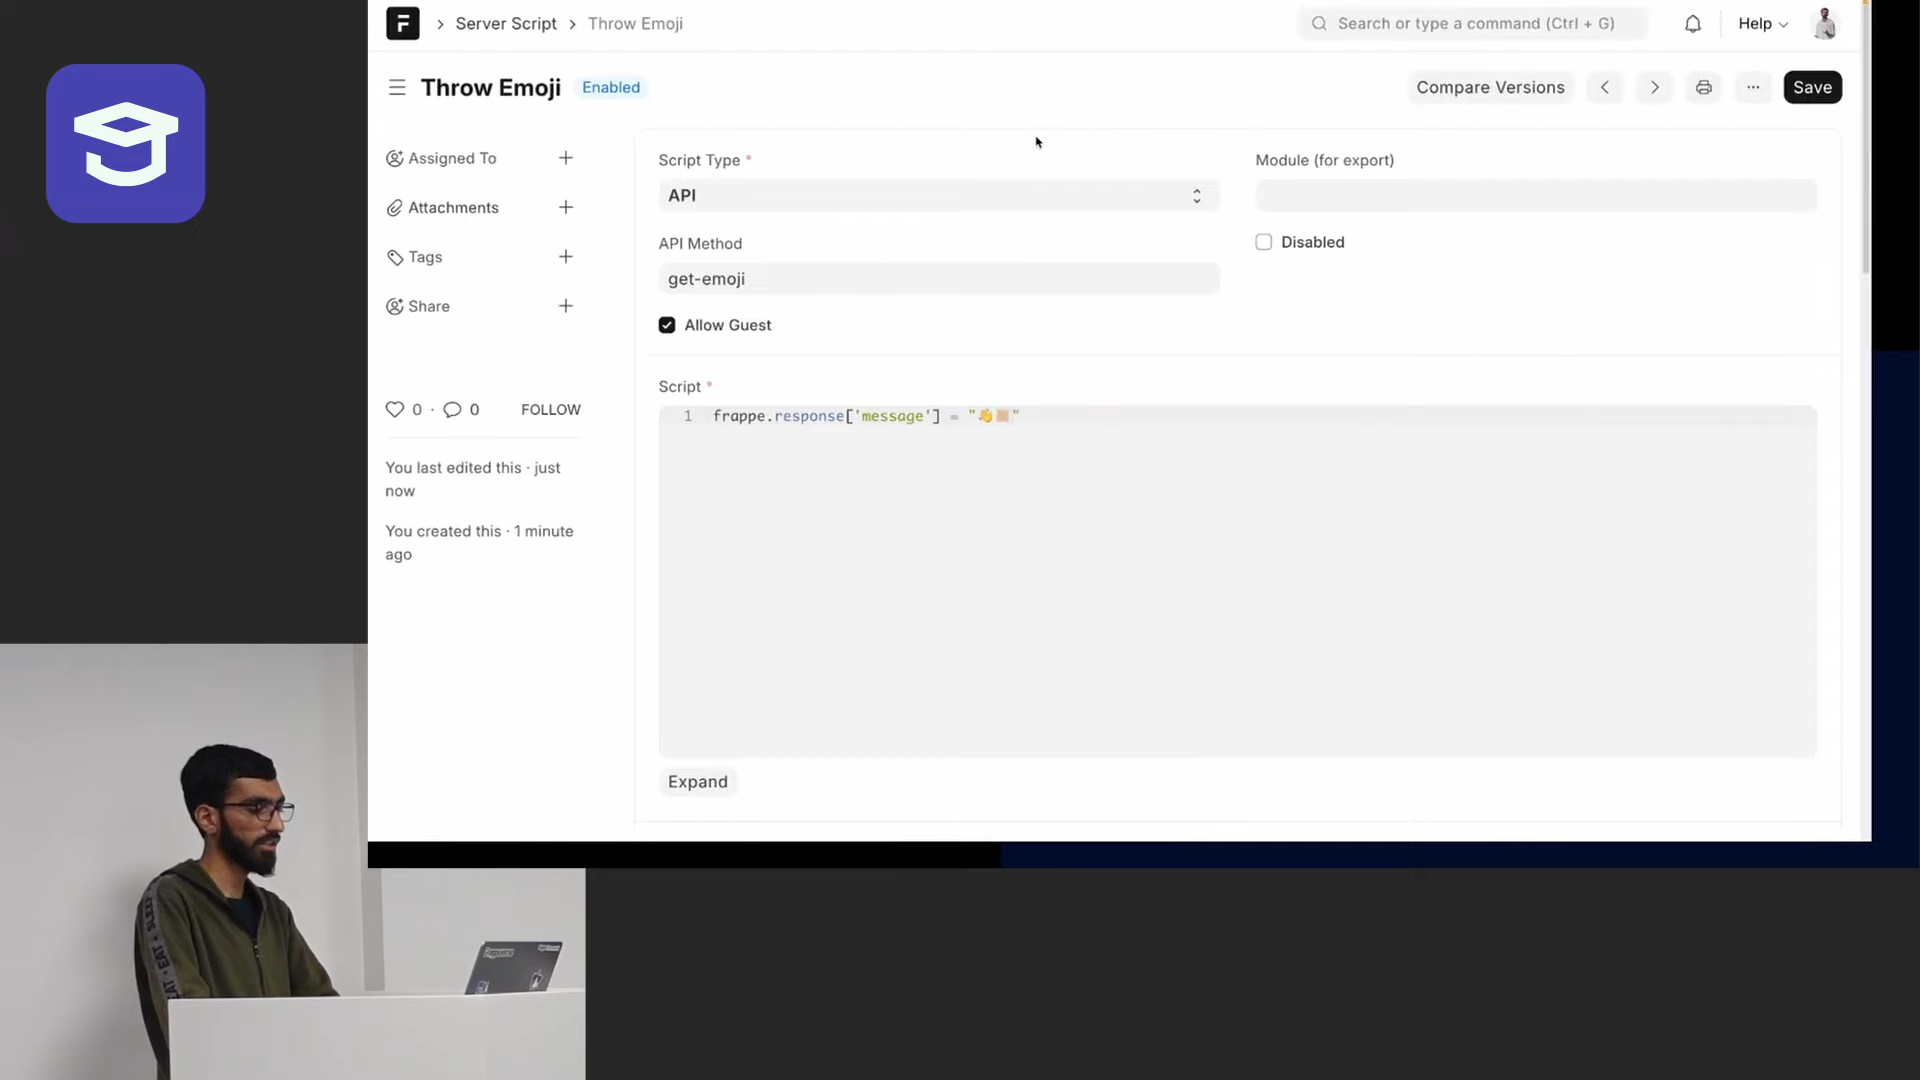 F > Server Script > Throw Emoji
Search or type a command (Ctrl + G)
Help
Throw Emoji
Enabled
Compare Versions
Save
Assigned To
Attachments
Tags
Share
0 · 0
FOLLOW
You last edited this · just
now
You created this · 1 minute
ago
Script Type *
API
Module (for export)
API Method
get-emoji
Disabled
Allow Guest
Script *
1 frappe.response['message'] = "👋🏼"
Expand
EAT
EAT